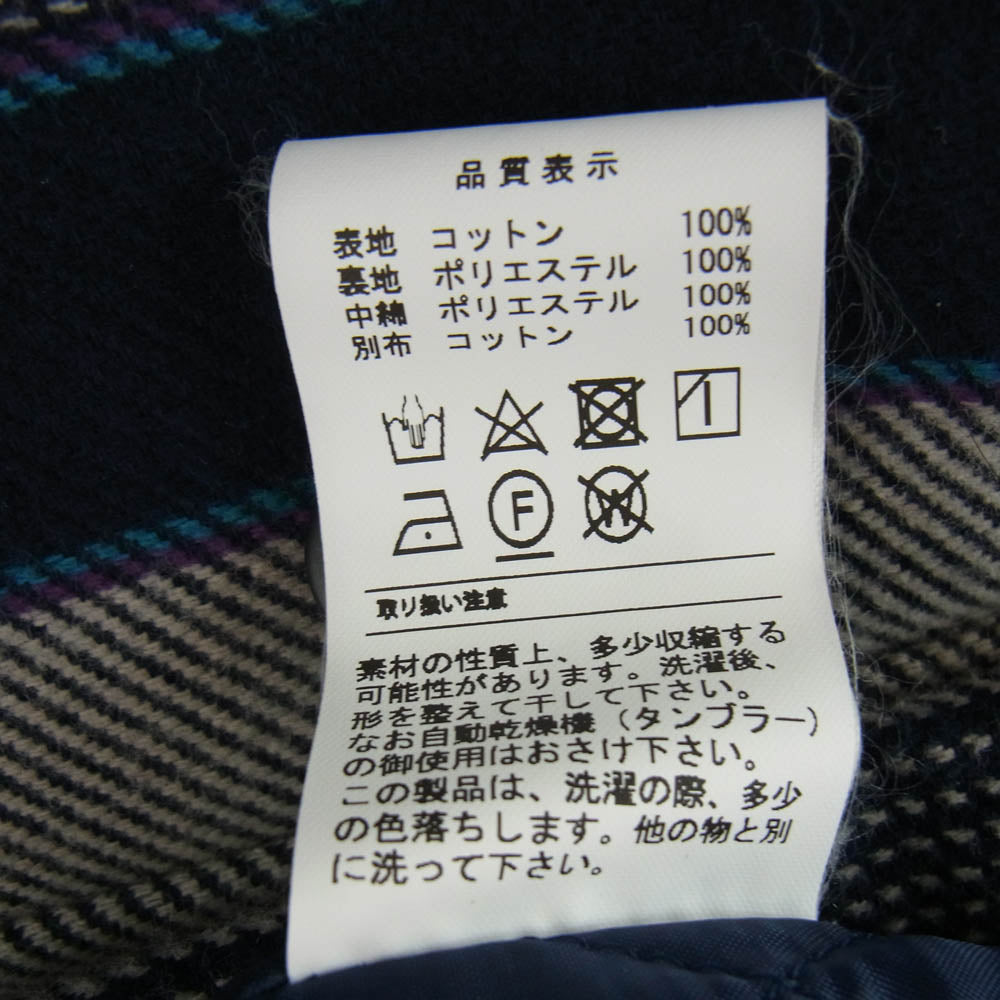 品質表示
表地 コットン 100%
裏地 ポリエステル 100%
中綿 ポリエステル 100%
別布 コットン 100%
F
W
取り扱い注意
素材の性質上、多少収縮する
可能性があります。洗濯後、
形を整えて干して下さい。
なお自動乾燥機（タンブラー）
の御使用はおさけ下さい。
この製品は、洗濯の際、多少
の色落ちします。他の物と別
に洗って下さい。